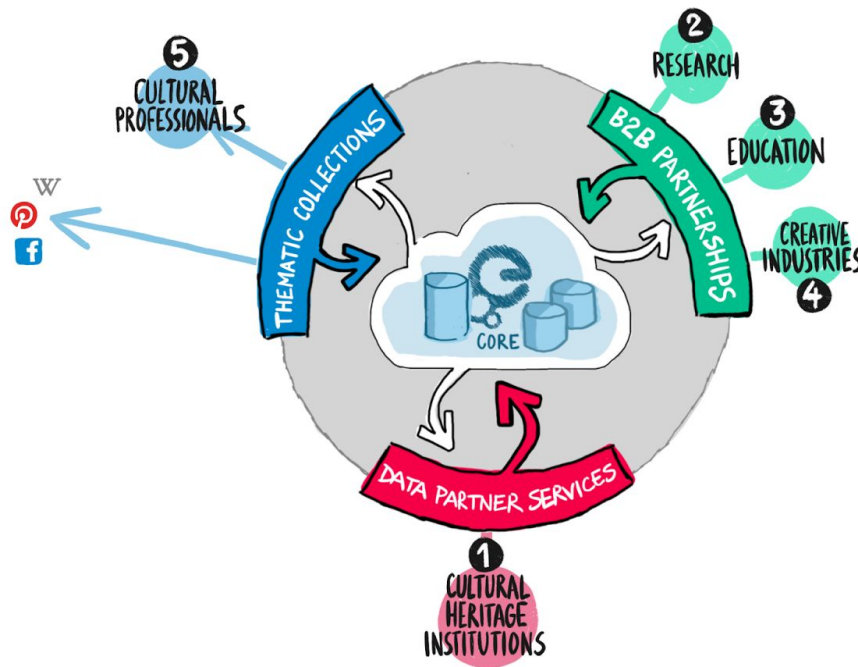 5
CULTURAL
PROFESSIONALS
W
THEMATIC COLLECTIONS
2
RESEARCH
B2B PARTNERSHIPS
3
EDUCATION
CREATIVE
INDUSTRIES
4
CORE
DATA PARTNER SERVICES
1
CULTURAL
HERITAGE
INSTITUTIONS